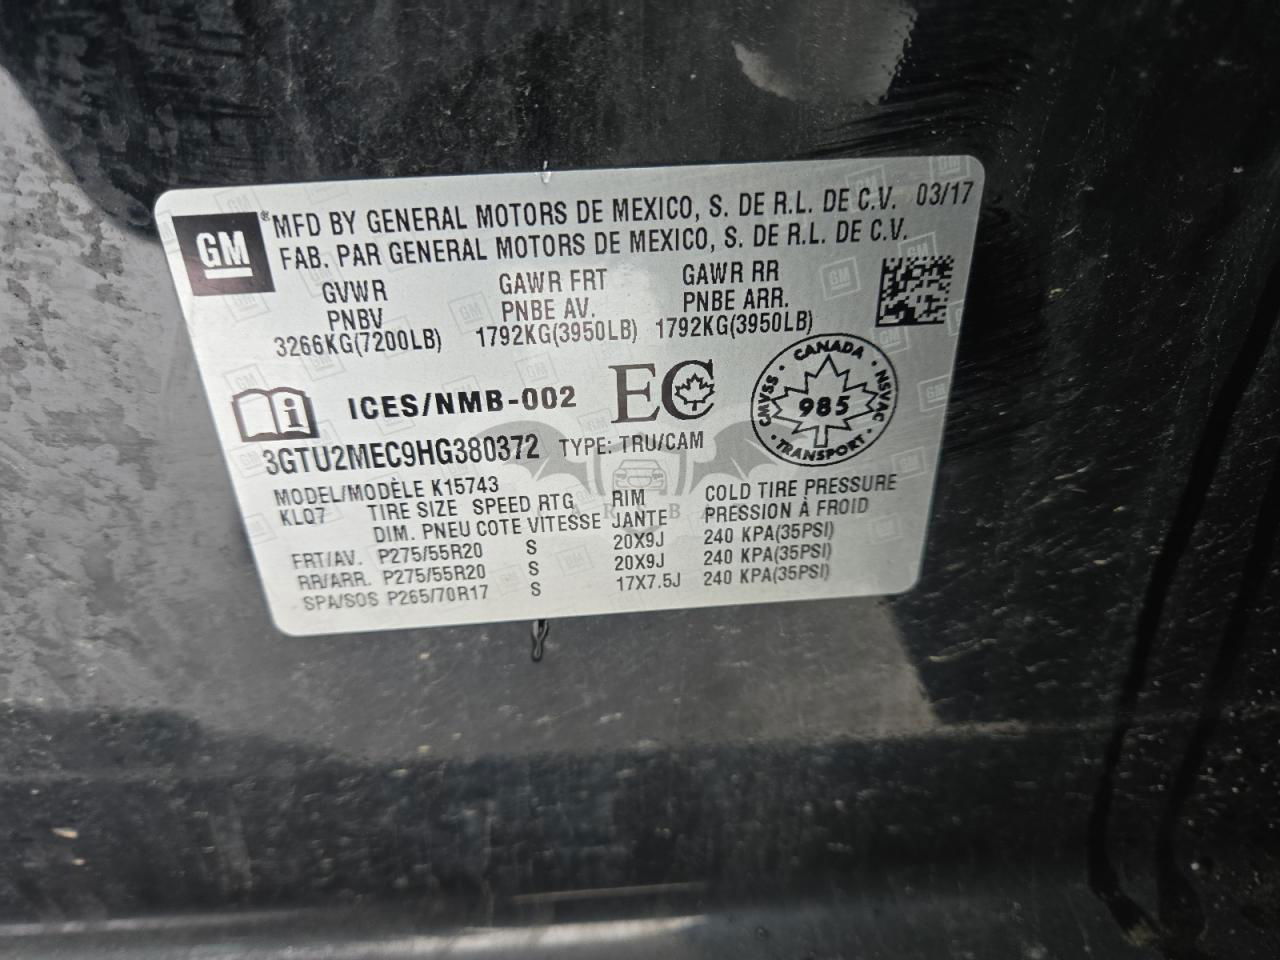 GM
® MFD BY GENERAL MOTORS DE MEXICO, S. DE R.L. DE C.V. 03/17
FAB. PAR GENERAL MOTORS DE MEXICO, S. DE R.L. DE C.V.
GVWR GAWR FRT GAWR RR
PNBV PNBE AV. PNBE ARR.
3266KG(7200LB) 1792KG(3950LB) 1792KG(3950LB)
i ICES/NMB-002 EC
CANADA
CMVSS 985 NSVAC
TRANSPORT
3GTU2MEC9HG380372 TYPE: TRU/CAM
MODEL/MODÈLE K15743
KLQ7 TIRE SIZE SPEED RTG RIM COLD TIRE PRESSURE
DIM. PNEU COTE VITESSE JANTE PRESSION À FROID
FRT/AV. P275/55R20 S 20X9J 240 KPA(35PSI)
RR/ARR. P275/55R20 S 20X9J 240 KPA(35PSI)
SPA/SOS P265/70R17 S 17X7.5J 240 KPA(35PSI)